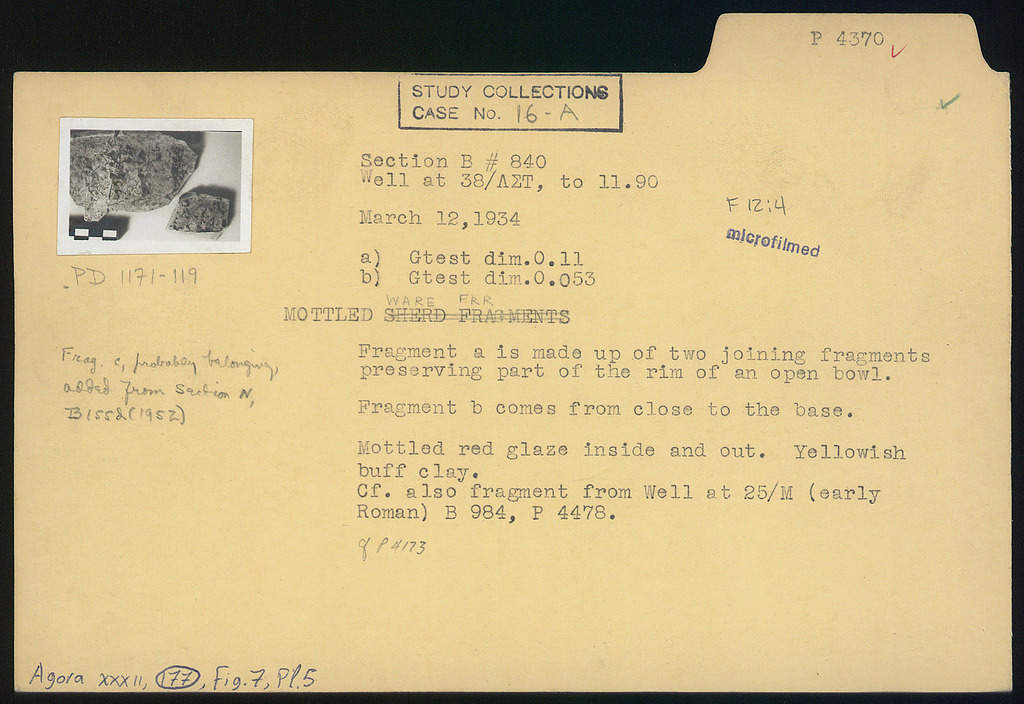 P 4370
STUDY COLLECTIONS
CASE No. 16-A
Section B # 840
Well at 38/ΛΣΤ, to 11.90
March 12,1934
F 12:4
microfilmed
a) Gtest dim.0.11
b) Gtest dim.0.053
PD 1171-119
WARE FRR
MOTTLED SHERD FRAGMENTS
Fragment a is made up of two joining fragments
preserving part of the rim of an open bowl.
Frag. c, probably belonging,
added from Section N,
(1952)
Fragment b comes from close to the base.
Mottled red glaze inside and out. Yellowish
buff clay.
Cf. also fragment from Well at 25/M (early
Roman) B 984, P 4478.
cf P 4173
Agora XXXII, 177, Fig.7, Pl.5